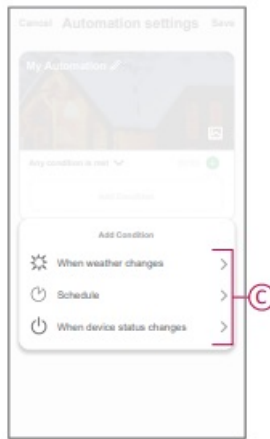 Cancel Automation settings Save
My Automation
Any condition is met
Add Condition
Add Condition
When weather changes
Schedule
When device status changes
C